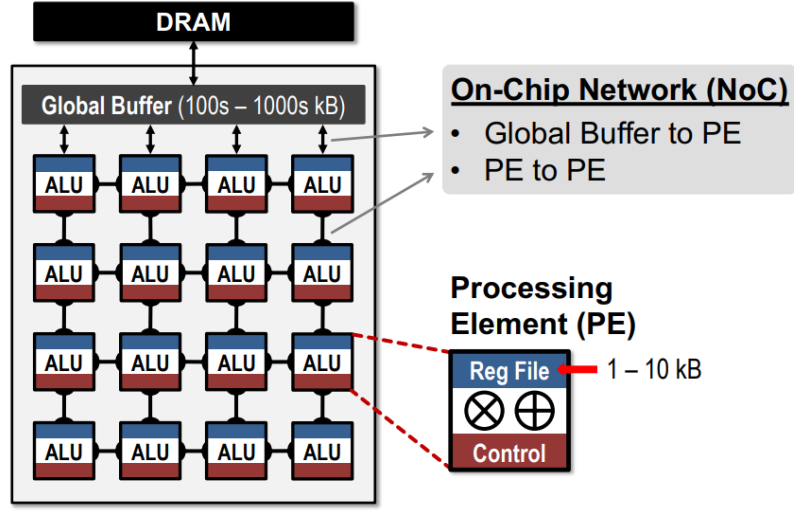 DRAM
Global Buffer (100s – 1000s kB)
On-Chip Network (NoC)
• Global Buffer to PE
• PE to PE
ALU ALU ALU ALU
ALU ALU ALU ALU
ALU ALU ALU ALU
ALU ALU ALU ALU
Processing
Element (PE)
Reg File
1 – 10 kB
Control